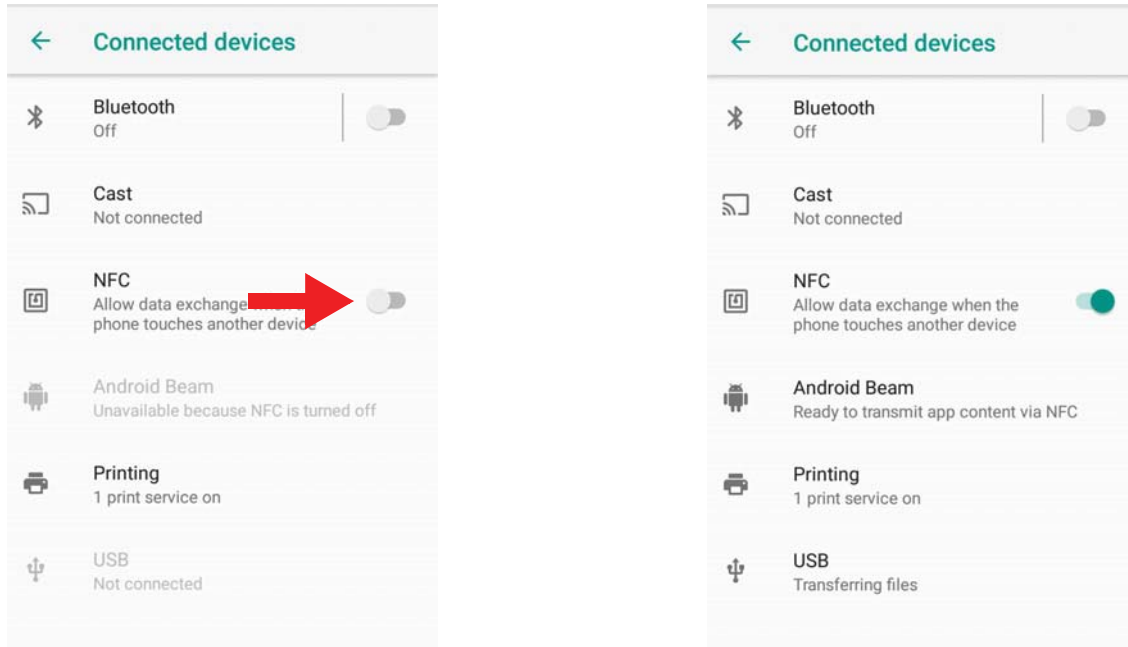 Connected devices
Bluetooth
Off
Cast
Not connected
NFC
Allow data exchange
phone touches another device
Android Beam
Unavailable because NFC is turned off
Printing
1 print service on
USB
Not connected
Connected devices
Bluetooth
Off
Cast
Not connected
NFC
Allow data exchange when the
phone touches another device
Android Beam
Ready to transmit app content via NFC
Printing
1 print service on
USB
Transferring files